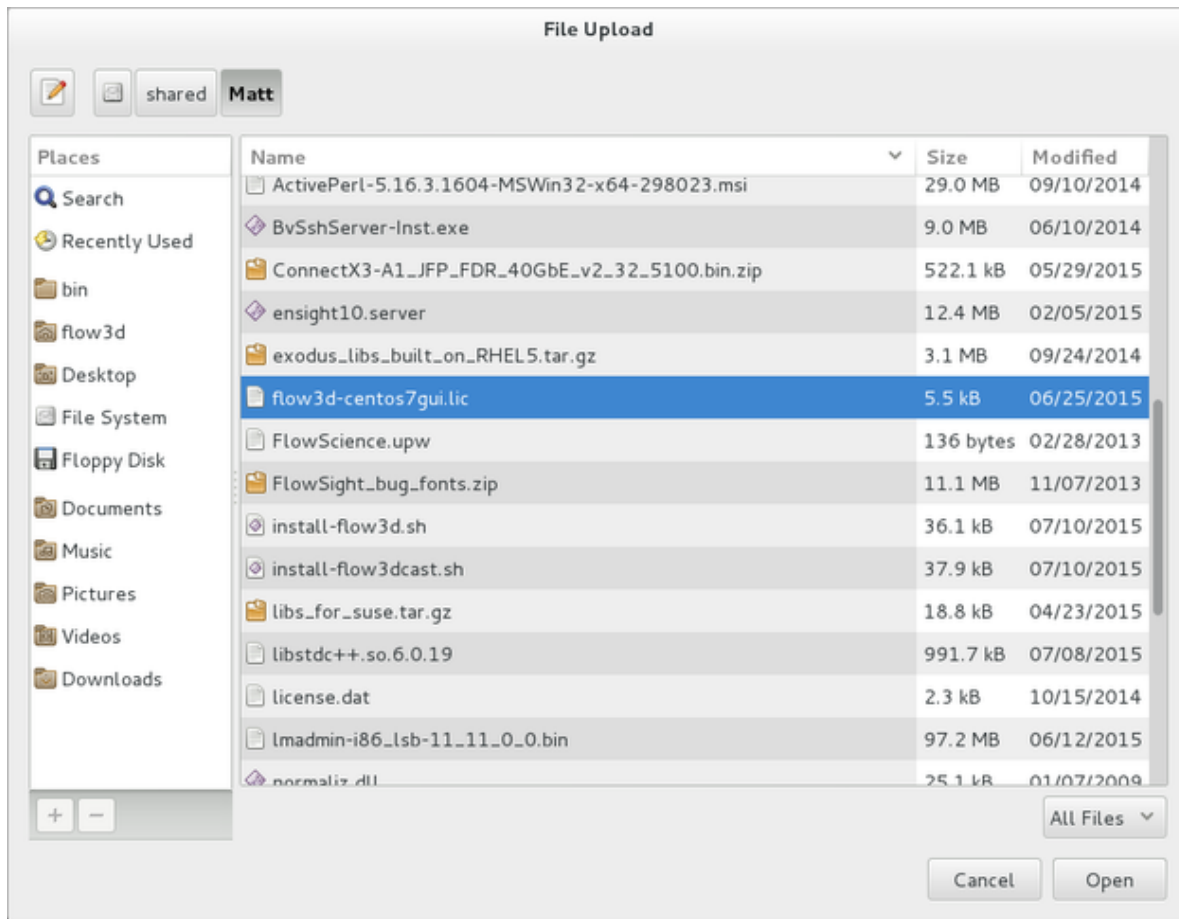 File Upload
shared Matt
Places
Search
Recently Used
bin
flow3d
Desktop
File System
Floppy Disk
Documents
Music
Pictures
Videos
Downloads
Name Size Modified
ActivePerl-5.16.3.1604-MSWin32-x64-298023.msi 29.0 MB 09/10/2014
BvSshServer-Inst.exe 9.0 MB 06/10/2014
ConnectX3-A1_JFP_FDR_40GbE_v2_32_5100.bin.zip 522.1 kB 05/29/2015
ensight10.server 12.4 MB 02/05/2015
exodus_libs_built_on_RHEL5.tar.gz 3.1 MB 09/24/2014
flow3d-centos7gui.lic 5.5 kB 06/25/2015
FlowScience.upw 136 bytes 02/28/2013
FlowSight_bug_fonts.zip 11.1 MB 11/07/2013
install-flow3d.sh 36.1 kB 07/10/2015
install-flow3dcast.sh 37.9 kB 07/10/2015
libs_for_suse.tar.gz 18.8 kB 04/23/2015
libstdc++.so.6.0.19 991.7 kB 07/08/2015
license.dat 2.3 kB 10/15/2014
lmadmin-i86_lsb-11_11_0_0.bin 97.2 MB 06/12/2015
normaliz.dll 25.1 kB 01/07/2009
All Files
Cancel Open